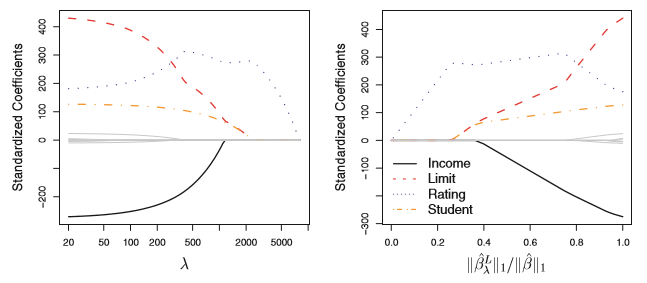 Standardized Coefficients
400
300
200
100
0
−200
20 50 100 200 500 2000 5000
λ
Standardized Coefficients
400
300
200
100
0
−100
−300
Income
Limit
Rating
Student
0.0 0.2 0.4 0.6 0.8 1.0
‖β̂λL‖1/‖β̂‖1